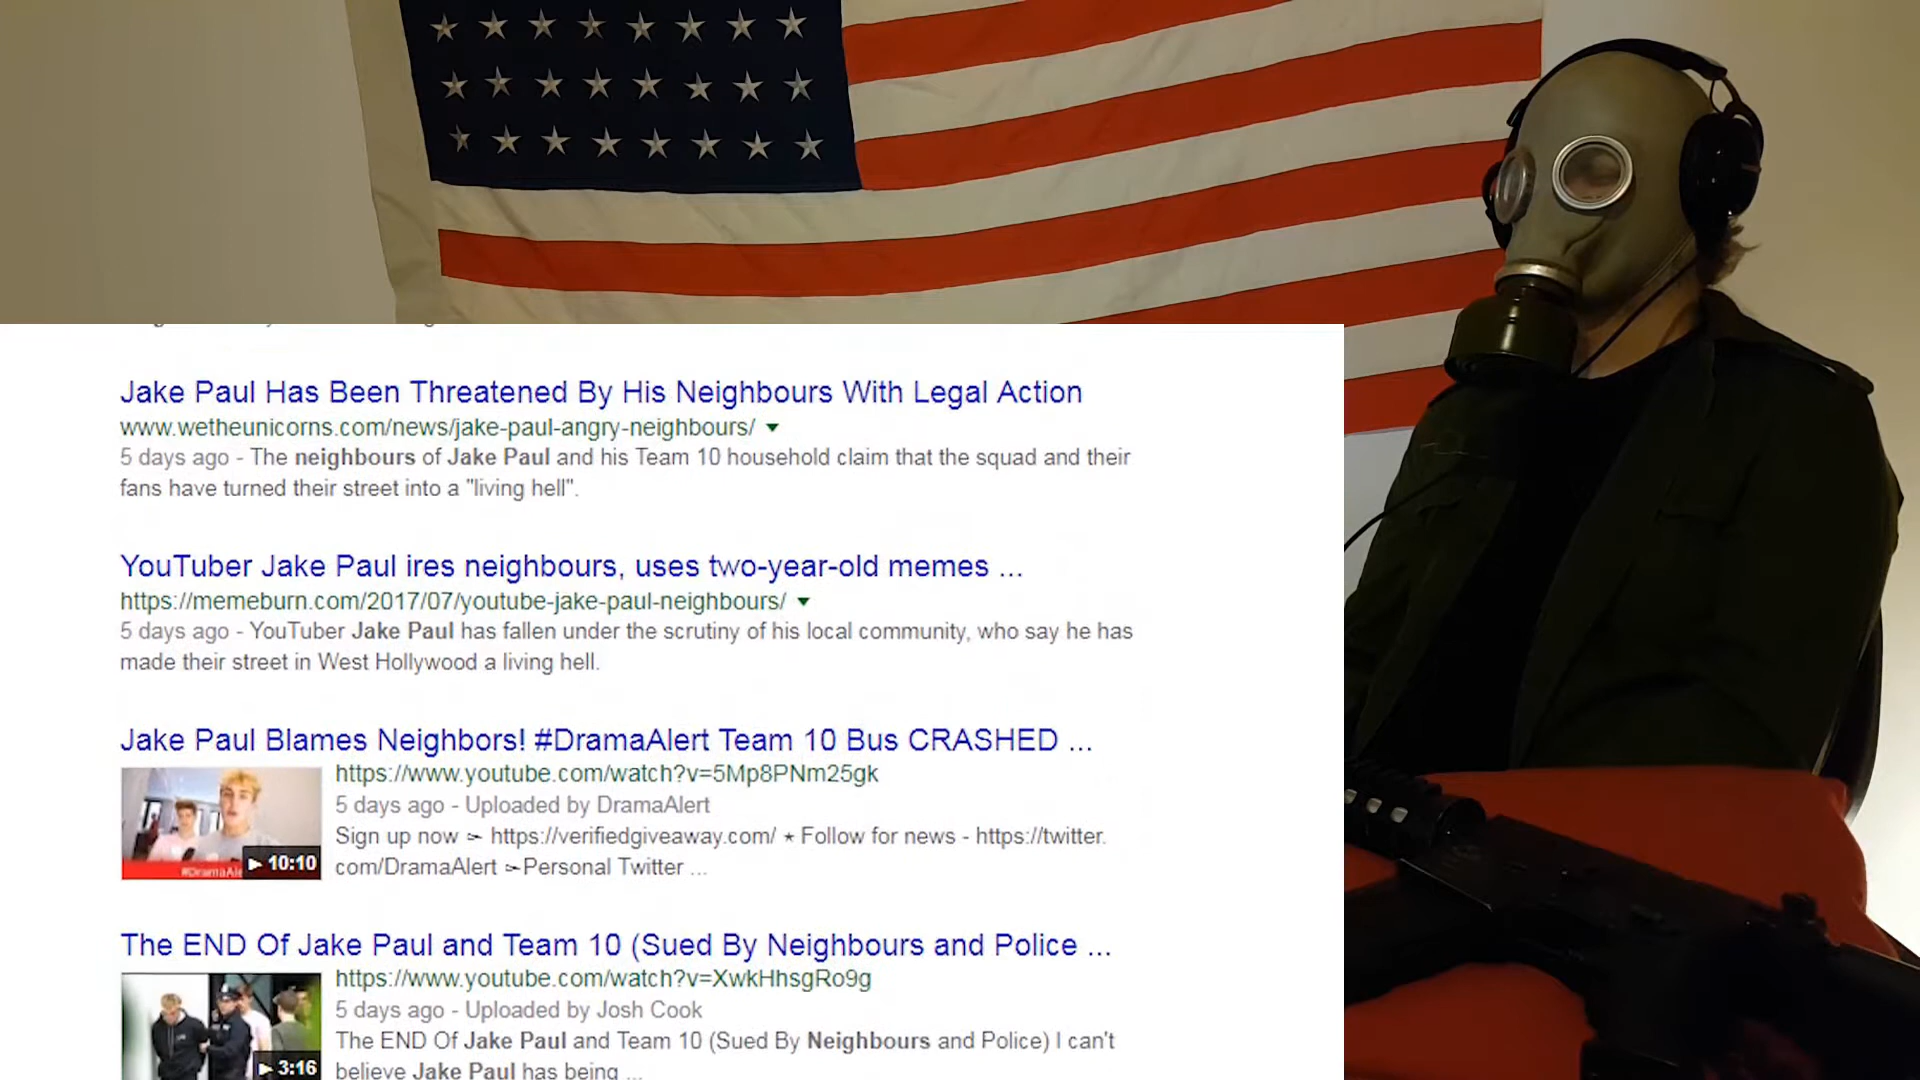 Jake Paul Has Been Threatened By His Neighbours With Legal Action
www.wetheunicorns.com/news/jake-paul-angry-neighbours/
5 days ago - The neighbours of Jake Paul and his Team 10 household claim that the squad and their
fans have turned their street into a "living hell".
YouTuber Jake Paul ires neighbours, uses two-year-old memes ...
https://memeburn.com/2017/07/youtube-jake-paul-neighbours/
5 days ago - YouTuber Jake Paul has fallen under the scrutiny of his local community, who say he has
made their street in West Hollywood a living hell.
Jake Paul Blames Neighbors! #DramaAlert Team 10 Bus CRASHED ...
https://www.youtube.com/watch?v=5Mp8PNm25gk
5 days ago - Uploaded by DramaAlert
Sign up now ➣ https://verifiedgiveaway.com/ ⋆ Follow for news - https://twitter.
com/DramaAlert ➣Personal Twitter ...
#DramaAle
10:10
The END Of Jake Paul and Team 10 (Sued By Neighbours and Police ...
https://www.youtube.com/watch?v=XwkHhsgRo9g
5 days ago - Uploaded by Josh Cook
The END Of Jake Paul and Team 10 (Sued By Neighbours and Police) I can't
believe Jake Paul has being ...
3:16